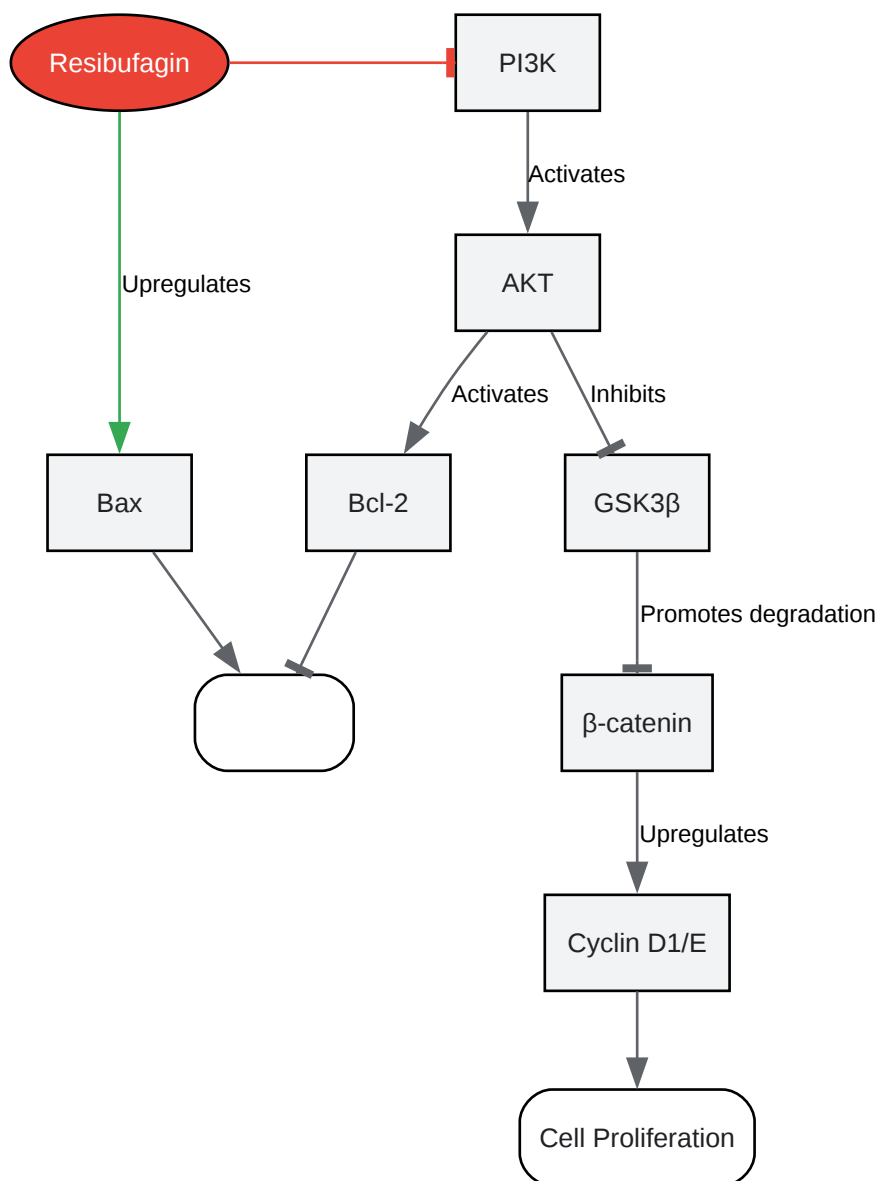 Resibufagin
PI3K
Activates
AKT
Upregulates
Activates
Inhibits
Bax
Bcl-2
GSK3β
Promotes degradation
β-catenin
Upregulates
Cyclin D1/E
Cell Proliferation